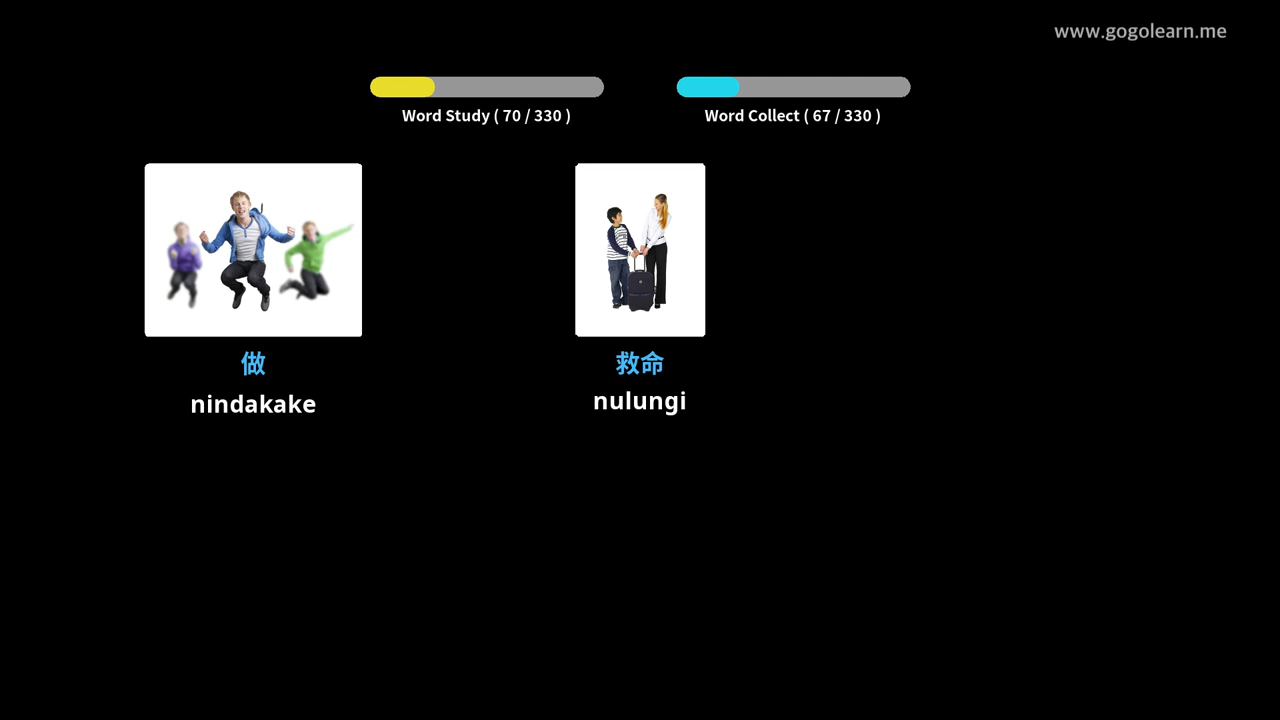 www.gogolearn.me
Word Study ( 70 / 330 )
Word Collect ( 67 / 330 )
做
nindakake
救命
nulungi